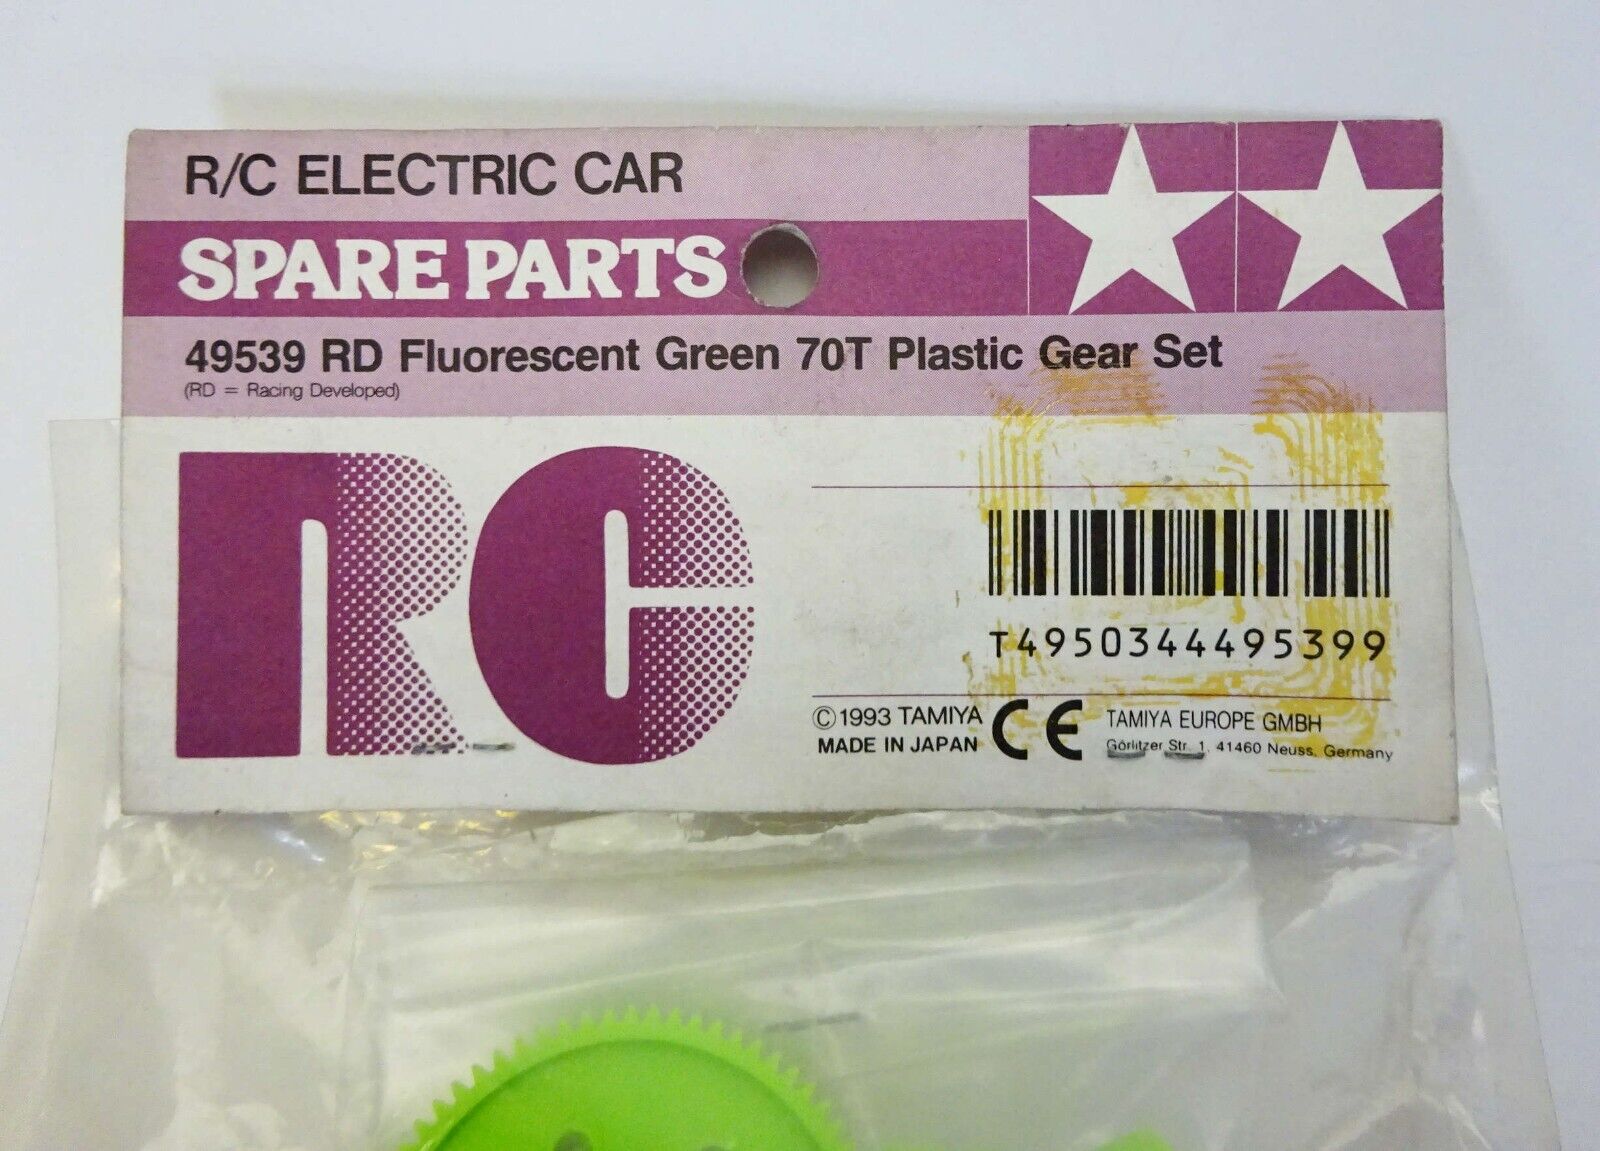 R/C ELECTRIC CAR
SPARE PARTS
49539 RD Fluorescent Green 70T Plastic Gear Set
(RD = Racing Developed)
RC
T4950344495399
©1993 TAMIYA
MADE IN JAPAN
CE
TAMIYA EUROPE GMBH
Görlitzer Str. 1, 41460 Neuss, Germany